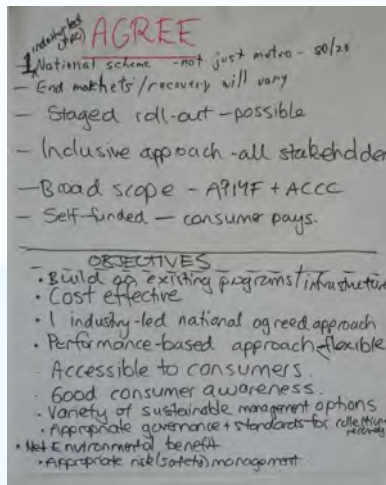 industry led
AGREE
1 National scheme - not just metro - 80/20
- End markets/recovery will vary
- Staged roll-out - possible
- Inclusive approach - all stakeholder
- Broad scope - + ACCC
- Self-funded - consumer pays.
OBJECTIVES
• Build on existing programs/infrastructure
• Cost effective
• 1 industry-led national agreed approach
• Performance-based approach - flexible
• Accessible to consumers.
• Good consumer awareness.
• Variety of sustainable management options
• Appropriate governance + standards for collection
recovery
• Net Environmental benefit
• Appropriate risk (safety) management